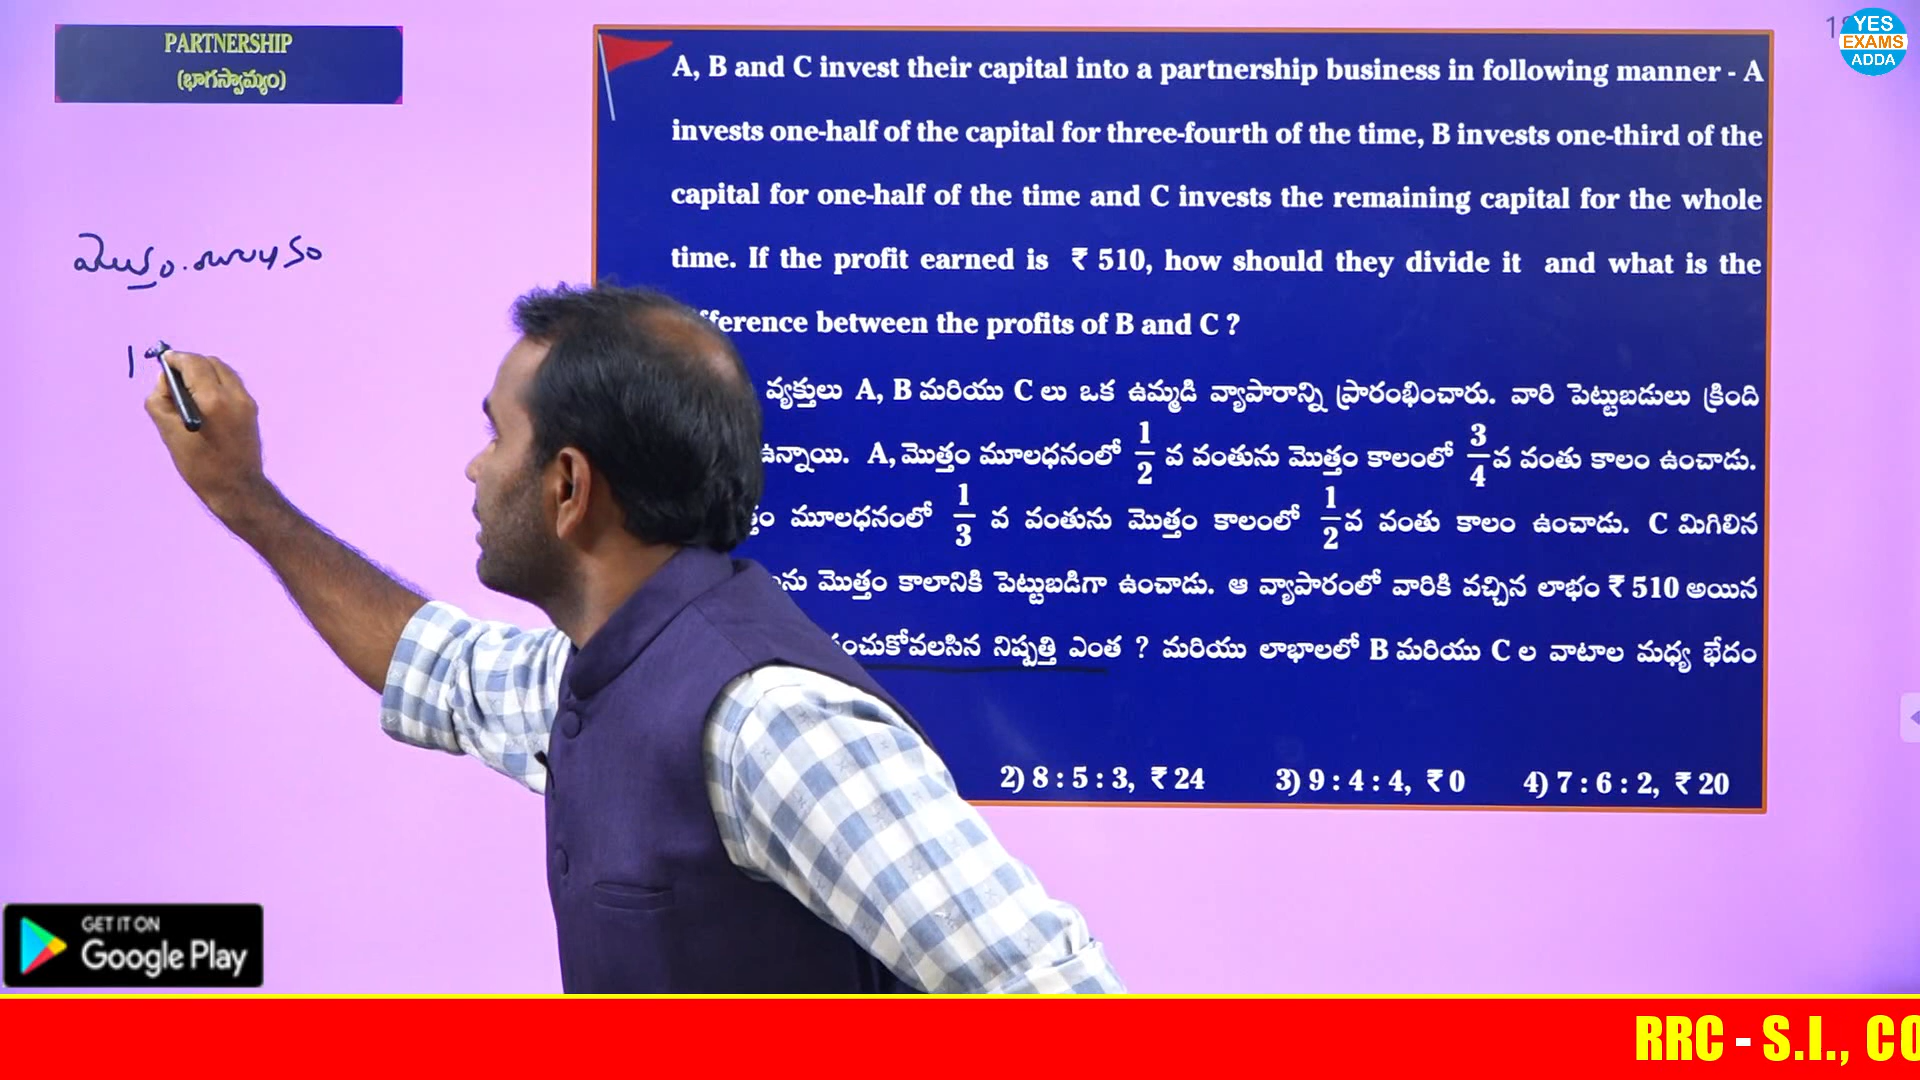 PARTNERSHIP
(భాగస్వామ్యం)
YES
EXAMS
ADDA
A, B and C invest their capital into a partnership business in following manner - A
invests one-half of the capital for three-fourth of the time, B invests one-third of the
capital for one-half of the time and C invests the remaining capital for the whole
time. If the profit earned is ₹ 510, how should they divide it and what is the
fference between the profits of B and C ?
వ్యక్తులు A, B మరియు C లు ఒక ఉమ్మడి వ్యాపారాన్ని ప్రారంభించారు. వారి పెట్టుబడులు క్రింది
ఉన్నాయి. A, మొత్తం మూలధనంలో 1/2 వ వంతును మొత్తం కాలంలో 3/4 వ వంతు కాలం ఉంచాడు.
మూలధనంలో 1/3 వ వంతును మొత్తం కాలంలో 1/2 వ వంతు కాలం ఉంచాడు. C మిగిలిన
ను మొత్తం కాలానికి పెట్టుబడిగా ఉంచాడు. ఆ వ్యాపారంలో వారికి వచ్చిన లాభం ₹ 510 అయిన
ంచుకోవలసిన నిష్పత్తి ఎంత ? మరియు లాభాలలో B మరియు C ల వాటాల మధ్య భేదం
2) 8 : 5 : 3, ₹ 24 3) 9 : 4 : 4, ₹ 0 4) 7 : 6 : 2, ₹ 20
GET IT ON
Google Play
RRC - S.I., CO